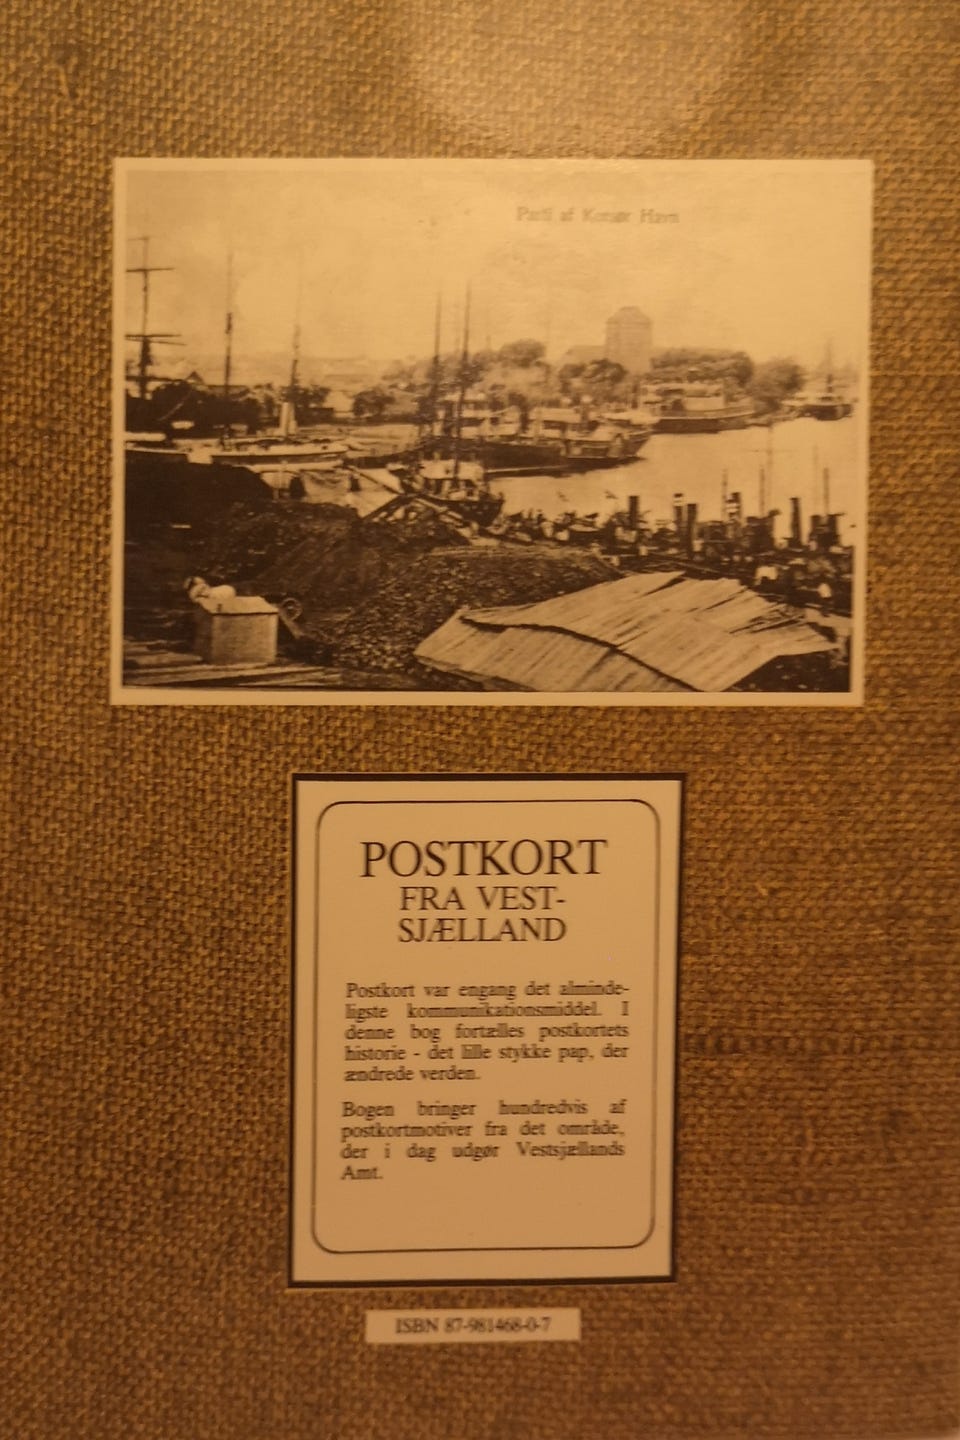 Parti af Korsør Havn
POSTKORT
FRA VEST-
SJÆLLAND
Postkort var engang det alminde-
ligste kommunikationsmiddel. I
denne bog fortælles postkortets
historie - det lille stykke pap, der
ændrede verden.
Bogen bringer hundredvis af
postkortmotiver fra det område,
der i dag udgør Vestsjællands
Amt.
ISBN 87-981468-0-7